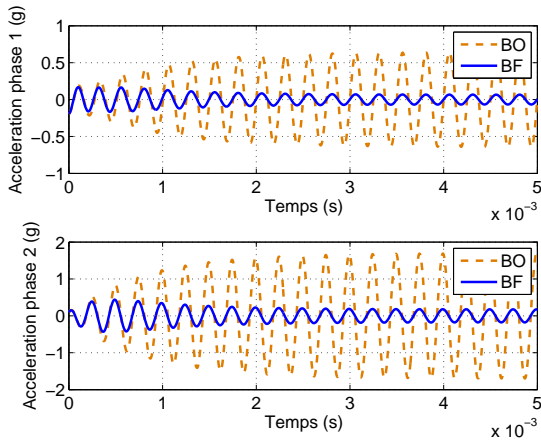 Acceleration phase 1 (g)
1
0.5
0
−0.5
−1
BO
BF
0 1 2 3 4 5
Temps (s)
x 10⁻³
Acceleration phase 2 (g)
2
1
0
−1
−2
BO
BF
0 1 2 3 4 5
Temps (s)
x 10⁻³